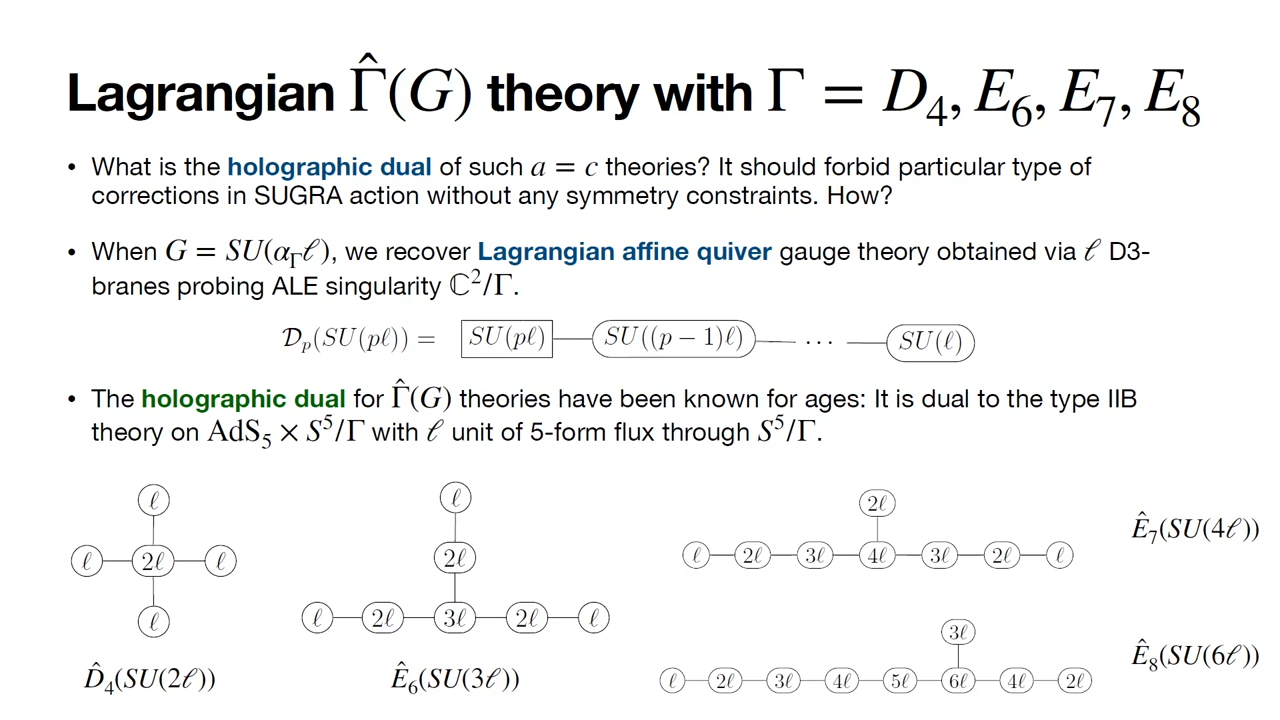 Lagrangian Γ̂(G) theory with Γ = D₄, E₆, E₇, E₈
• What is the holographic dual of such a = c theories? It should forbid particular type of
corrections in SUGRA action without any symmetry constraints. How?
• When G = SU(α_Γ ℓ), we recover Lagrangian affine quiver gauge theory obtained via ℓ D3-
branes probing ALE singularity ℂ²/Γ.
𝒟ₚ(SU(pℓ)) = SU(pℓ) SU((p − 1)ℓ) ⋯ SU(ℓ)
• The holographic dual for Γ̂(G) theories have been known for ages: It is dual to the type IIB
theory on AdS₅ × S⁵/Γ with ℓ unit of 5-form flux through S⁵/Γ.
ℓ
ℓ 2ℓ ℓ
ℓ
D̂₄(SU(2ℓ))
ℓ
2ℓ
ℓ 2ℓ 3ℓ 2ℓ ℓ
Ê₆(SU(3ℓ))
2ℓ
ℓ 2ℓ 3ℓ 4ℓ 3ℓ 2ℓ ℓ
Ê₇(SU(4ℓ))
3ℓ
ℓ 2ℓ 3ℓ 4ℓ 5ℓ 6ℓ 4ℓ 2ℓ
Ê₈(SU(6ℓ))